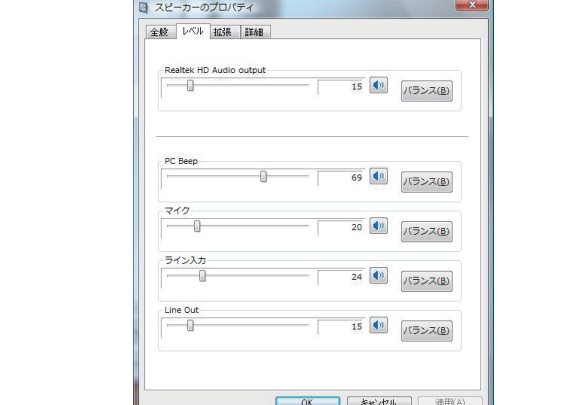 スピーカーのプロパティ
全般 レベル 拡張 詳細
Realtek HD Audio output
15 バランス(B)
PC Beep
69 バランス(B)
マイク
20 バランス(B)
ライン入力
24 バランス(B)
Line Out
15 バランス(B)
OK キャンセル 適用(A)